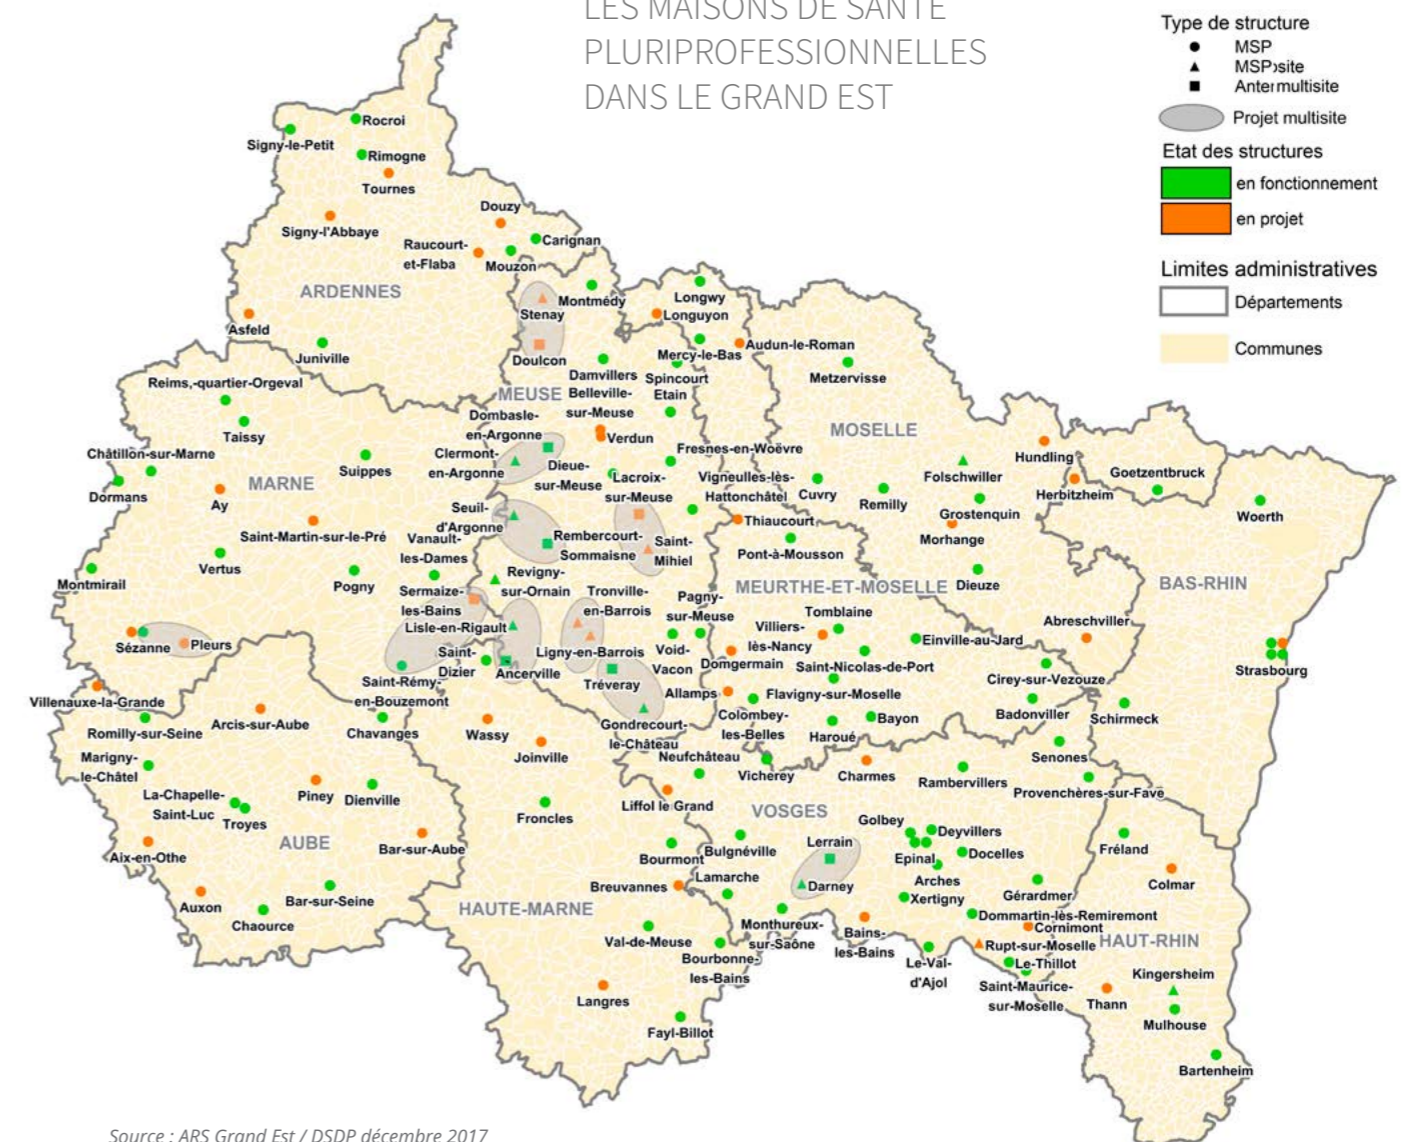 LES MAISONS DE SANTÉ
PLURIPROFESSIONNELLES
DANS LE GRAND EST
Type de structure
MSP
MSP site
Antermultisite
Projet multisite
Etat des structures
en fonctionnement
en projet
Limites administratives
Départements
Communes
Rocroi
Signy-le-Petit
Rimogne
Tournes
Douzy
Signy-l'Abbaye
Carignan
Raucourt-
et-Flaba
Mouzon
ARDENNES
Montmédy
Longwy
Stenay
Longuyon
Asfeld
Juniville
Doulcon
Mercy-le-Bas
Audun-le-Roman
Damvillers
Spincourt
Metzervisse
Reims,-quartier-Orgeval
MEUSE
Belleville-
sur-Meuse
Etain
Dombasle-
en-Argonne
Taissy
Verdun
MOSELLE
Châtillon-sur-Marne
Clermont-
en-Argonne
Fresnes-en-Woëvre
Hundling
Suippes
Dieue-
sur-Meuse
Lacroix-
sur-Meuse
Vigneulles-lès-
Hattonchâtel
Folschwiller
Goetzentbruck
MARNE
Dormans
Cuvry
Herbitzheim
Ay
Remilly
Grostenquin
Woerth
Seuil-
d'Argonne
Thiaucourt
Saint-Martin-sur-le-Pré
Vanault-
les-Dames
Rembercourt-
Sommaisne
Saint-
Mihiel
Morhange
Pont-à-Mousson
Vertus
Montmirail
Pogny
Revigny-
sur-Ornain
MEURTHE-ET-MOSELLE
Dieuze
BAS-RHIN
Sermaize-
les-Bains
Tronville-
en-Barrois
Pagny-
sur-Meuse
Tomblaine
Lisle-en-Rigault
Villiers-
lès-Nancy
Abreschviller
Sézanne
Pleurs
Einville-au-Jard
Saint-
Dizier
Ligny-en-Barrois
Void-
Vacon
Domgermain
Saint-Nicolas-de-Port
Strasbourg
Saint-Rémy-
en-Bouzemont
Ancerville
Tréveray
Cirey-sur-Vezouze
Allamps
Flavigny-sur-Moselle
Villenauxe-la-Grande
Badonviller
Schirmeck
Romilly-sur-Seine
Arcis-sur-Aube
Chavanges
Wassy
Gondrecourt-
le-Château
Colombey-
les-Belles
Haroué
Bayon
Marigny-
le-Châtel
Joinville
Neufchâteau
Vicherey
Charmes
Senones
Rambervillers
Provenchères-sur-Fave
La-Chapelle-
Saint-Luc
Troyes
Piney
Dienville
Froncles
Liffol le Grand
VOSGES
Golbey
Deyvillers
AUBE
Aix-en-Othe
Bar-sur-Aube
Bourmont
Bulgnéville
Lerrain
Epinal
Docelles
Fréland
Breuvannes
Lamarche
Darney
Arches
Gérardmer
Colmar
Auxon
Bar-sur-Seine
Xertigny
Chaource
HAUTE-MARNE
Monthureux-
sur-Saône
Dommartin-lès-Remiremont
Cornimont
Val-de-Meuse
Bains-
les-Bains
Rupt-sur-Moselle
HAUT-RHIN
Bourbonne-
les-Bains
Le-Val-
d'Ajol
Le-Thillot
Kingersheim
Langres
Saint-Maurice-
sur-Moselle
Thann
Fayl-Billot
Mulhouse
Bartenheim
Source : ARS Grand Est / DSDP décembre 2017